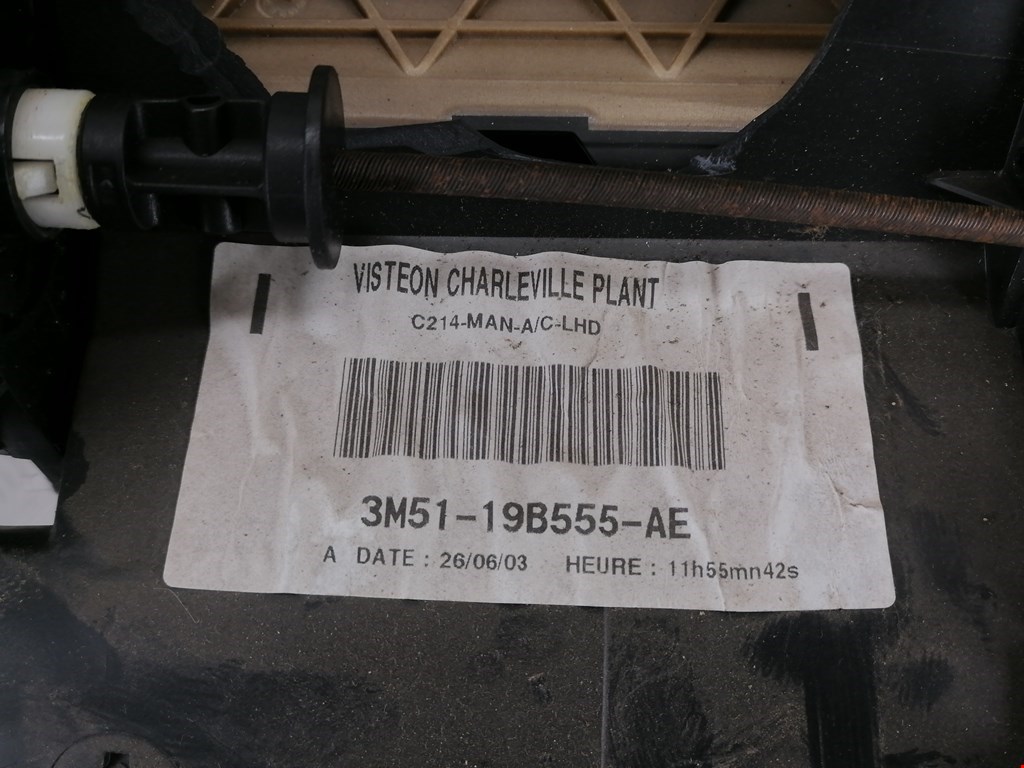 VISTEON CHARLEVILLE PLANT
C214-MAN-A/C-LHD
3M51-19B555-AE
A DATE : 26/06/03 HEURE : 11h55mn42s